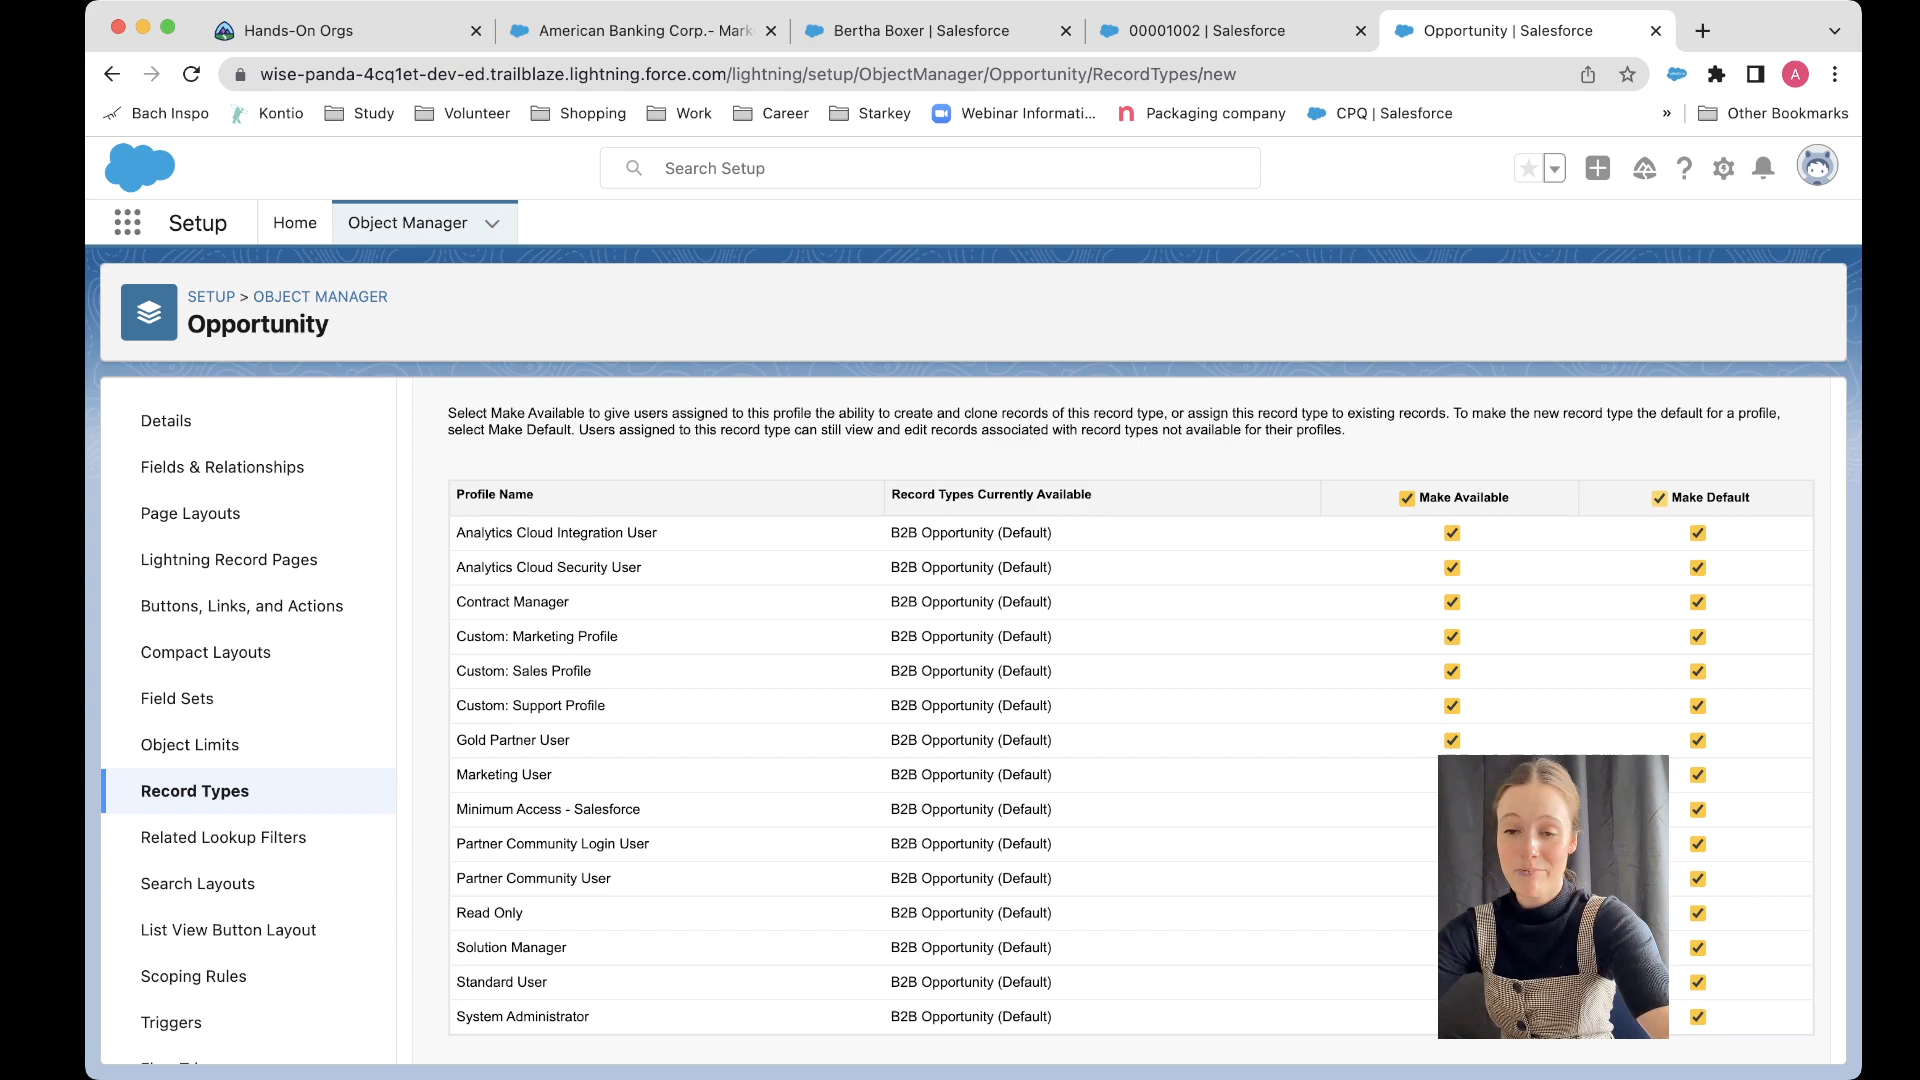 Hands-On Orgs
American Banking Corp.- Mark
Bertha Boxer | Salesforce
00001002 | Salesforce
Opportunity | Salesforce
wise-panda-4cq1et-dev-ed.trailblaze.lightning.force.com/lightning/setup/ObjectManager/Opportunity/RecordTypes/new
A
Bach Inspo
Kontio
Study
Volunteer
Shopping
Work
Career
Starkey
Webinar Informati...
Packaging company
CPQ | Salesforce
»
Other Bookmarks
Search Setup
Setup
Home
Object Manager
SETUP > OBJECT MANAGER
Opportunity
Details
Fields & Relationships
Page Layouts
Lightning Record Pages
Buttons, Links, and Actions
Compact Layouts
Field Sets
Object Limits
Record Types
Related Lookup Filters
Search Layouts
List View Button Layout
Scoping Rules
Triggers
Select Make Available to give users assigned to this profile the ability to create and clone records of this record type, or assign this record type to existing records. To make the new record type the default for a profile,
select Make Default. Users assigned to this record type can still view and edit records associated with record types not available for their profiles.
Profile Name Record Types Currently Available Make Available Make Default
Analytics Cloud Integration User B2B Opportunity (Default)
Analytics Cloud Security User B2B Opportunity (Default)
Contract Manager B2B Opportunity (Default)
Custom: Marketing Profile B2B Opportunity (Default)
Custom: Sales Profile B2B Opportunity (Default)
Custom: Support Profile B2B Opportunity (Default)
Gold Partner User B2B Opportunity (Default)
Marketing User B2B Opportunity (Default)
Minimum Access - Salesforce B2B Opportunity (Default)
Partner Community Login User B2B Opportunity (Default)
Partner Community User B2B Opportunity (Default)
Read Only B2B Opportunity (Default)
Solution Manager B2B Opportunity (Default)
Standard User B2B Opportunity (Default)
System Administrator B2B Opportunity (Default)